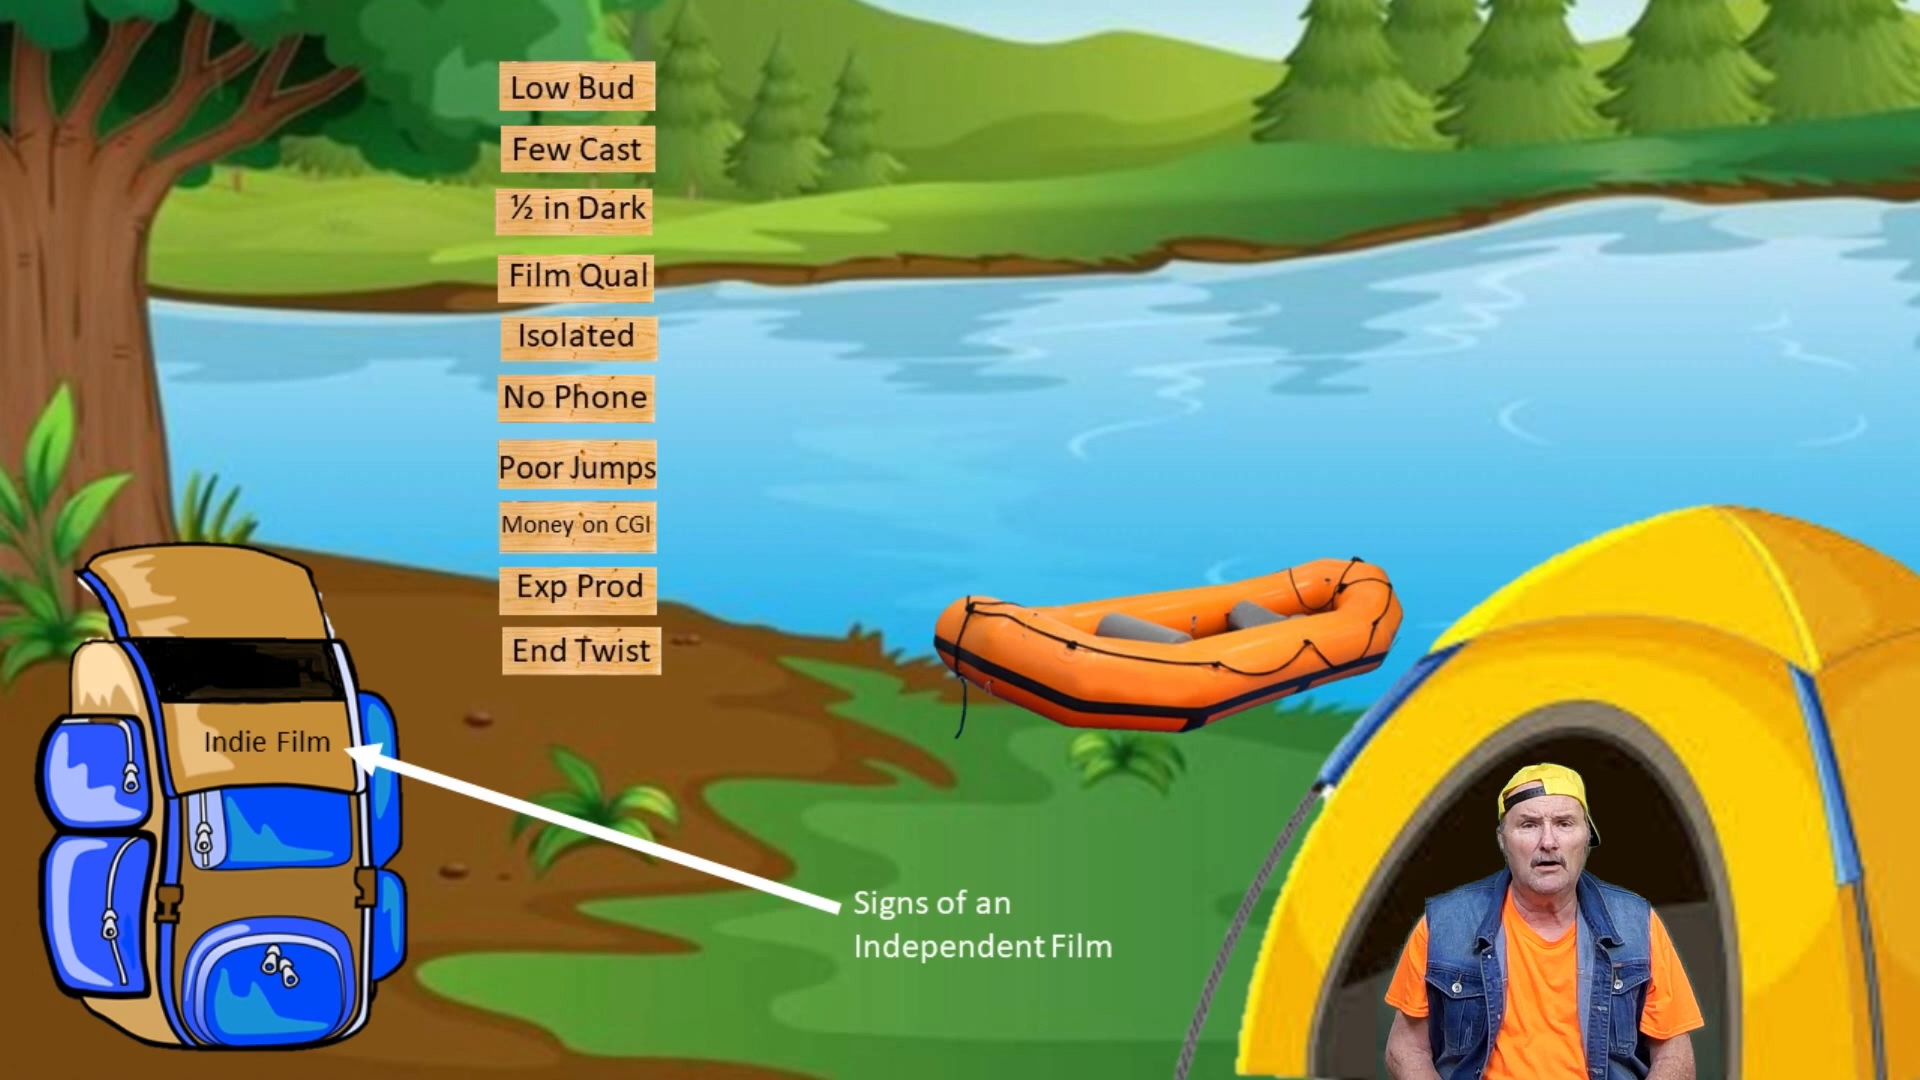 Low Bud
Few Cast
½ in Dark
Film Qual
Isolated
No Phone
Poor Jumps
Money on CGI
Exp Prod
End Twist
Indie Film
Signs of an
Independent Film